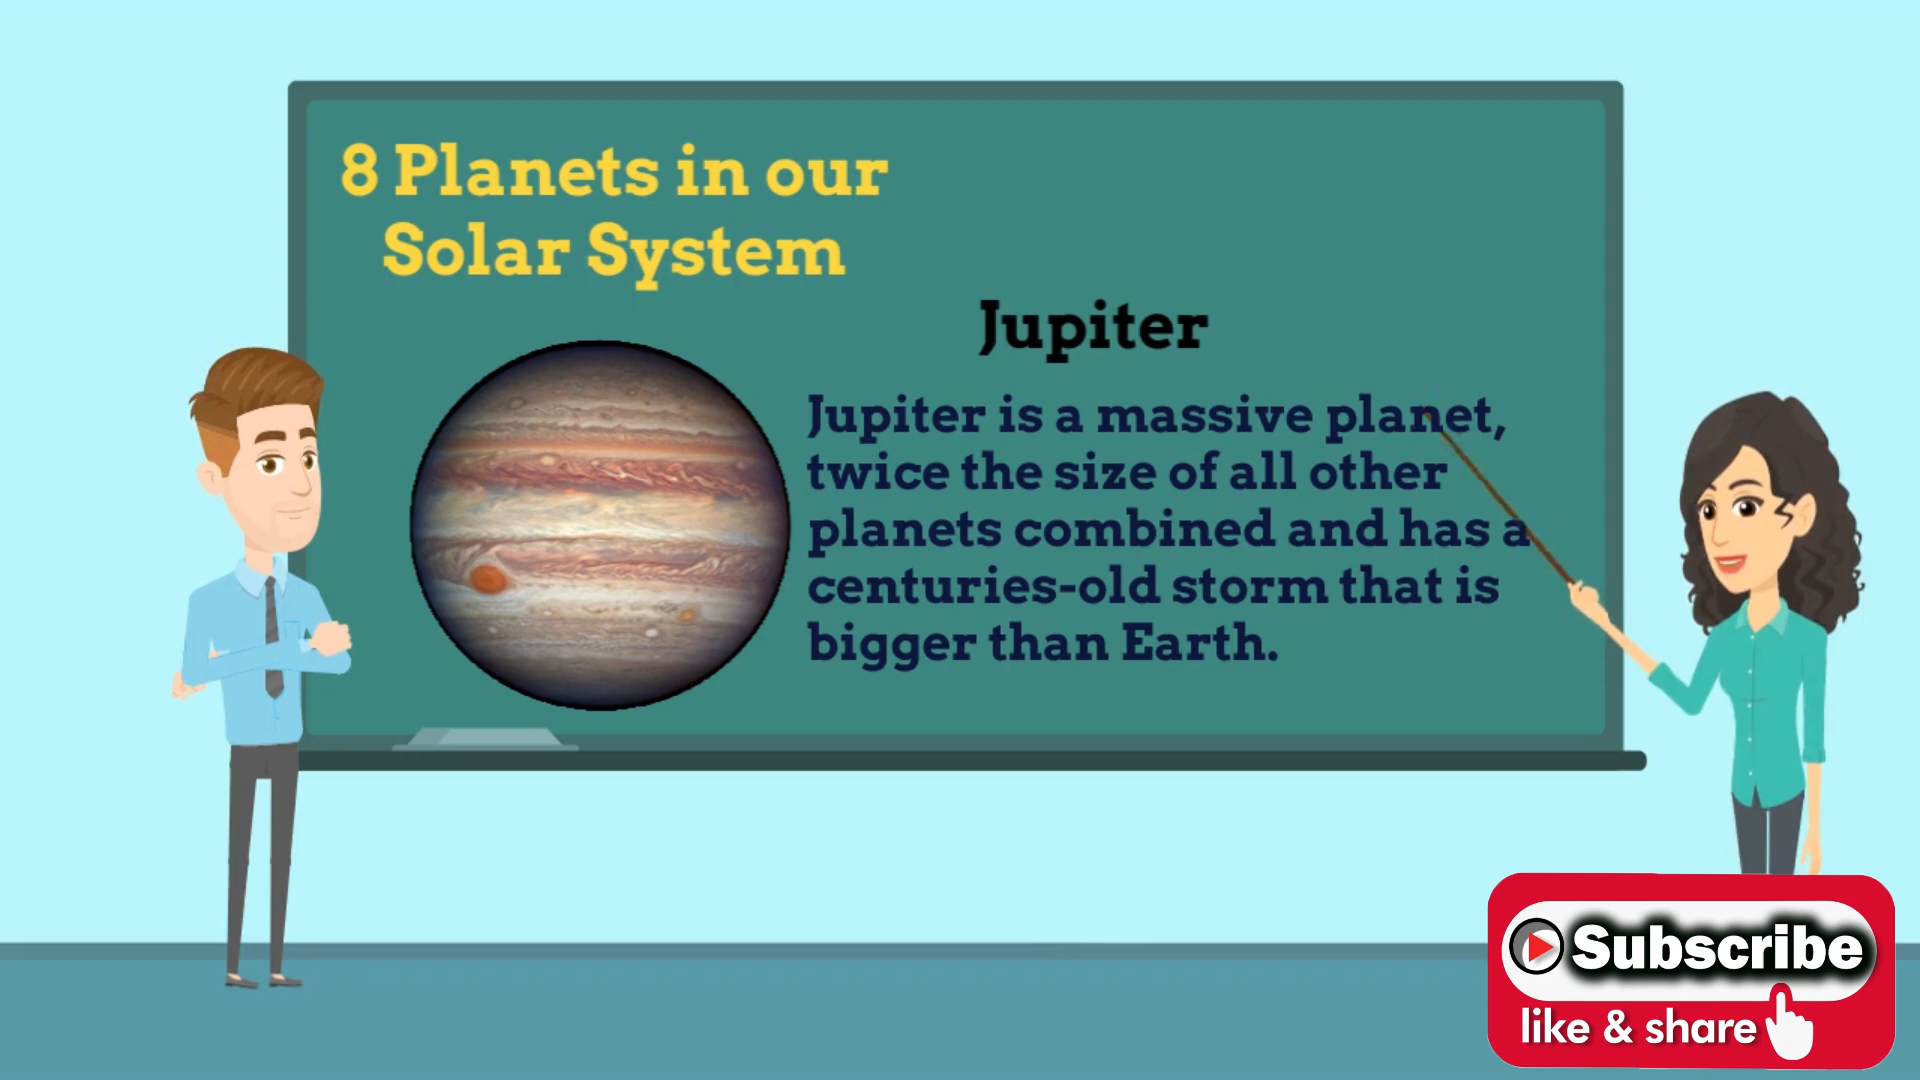 8 Planets in our
Solar System
Jupiter
Jupiter is a massive planet,
twice the size of all other
planets combined and has a
centuries-old storm that is
bigger than Earth.
Subscribe
like & share